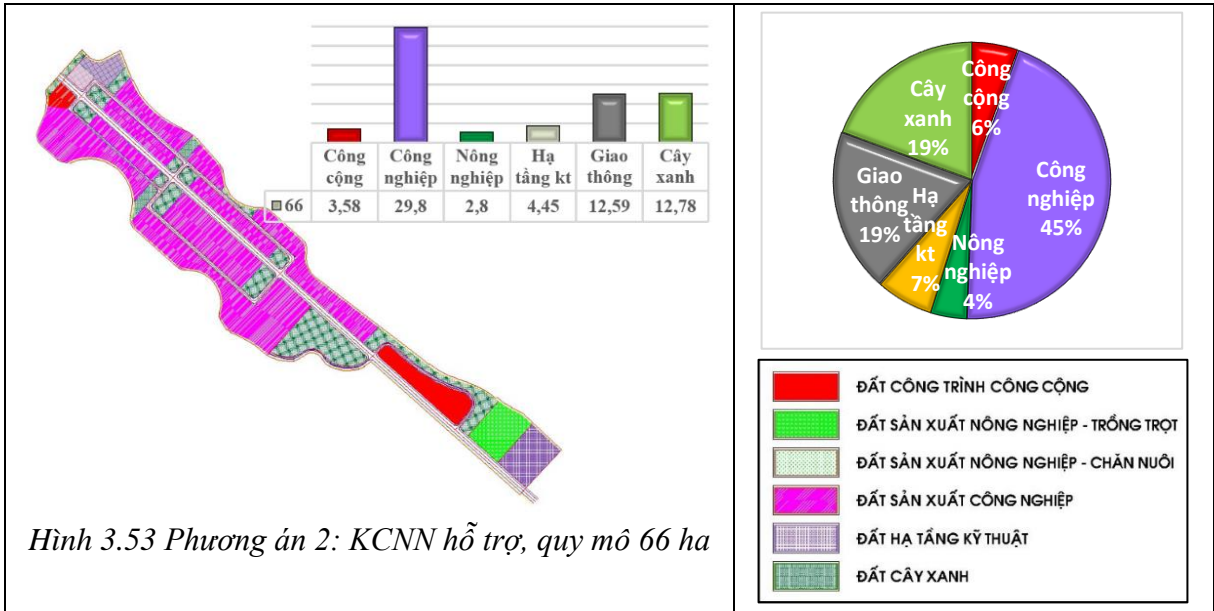 Công cộng
Công nghiệp
Nông nghiệp
Hạ tầng kt
Giao thông
Cây xanh
66 3,58 29,8 2,8 4,45 12,59 12,78
Hình 3.53 Phương án 2: KCNN hỗ trợ, quy mô 66 ha
Công
cộng
6%
Công
nghiệp
45%
Nông
nghiệp
4%
Hạ
tầng
kt
7%
Giao
thông
19%
Cây
xanh
19%
ĐẤT CÔNG TRÌNH CÔNG CỘNG
ĐẤT SẢN XUẤT NÔNG NGHIỆP - TRỒNG TRỌT
ĐẤT SẢN XUẤT NÔNG NGHIỆP - CHĂN NUÔI
ĐẤT SẢN XUẤT CÔNG NGHIỆP
ĐẤT HẠ TẦNG KỸ THUẬT
ĐẤT CÂY XANH